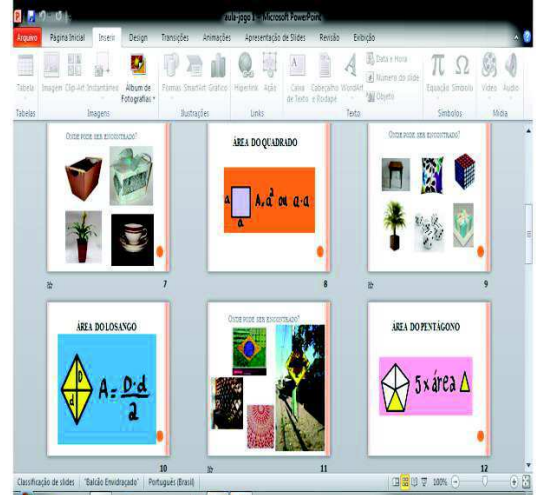 aula-jogo 1 - Microsoft PowerPoint
Arquivo Página Inicial Inserir Design Transições Animações Apresentação de Slides Revisão Exibição
Tabela Imagem Clip-Art Instantâneo Álbum de Fotografias Formas SmartArt Gráfico Hiperlink Ação Caixa de Texto Cabeçalho e Rodapé WordArt Data e Hora Número do slide Objeto Equação Símbolo Vídeo Áudio
Tabelas Imagens Ilustrações Links Texto Símbolos Mídia
ONDE PODE SER ENCONTRADO?
7
ÁREA DO QUADRADO
a
a
A= a² ou a·a
8
ONDE PODE SER ENCONTRADO?
9
ÁREA DO LOSANGO
D
d
A= D·d
2
10
ONDE PODE SER ENCONTRADO?
11
ÁREA DO PENTÁGONO
5 x área
12
Classificação de slides "Balcão Envidraçado" Português (Brasil) 100%